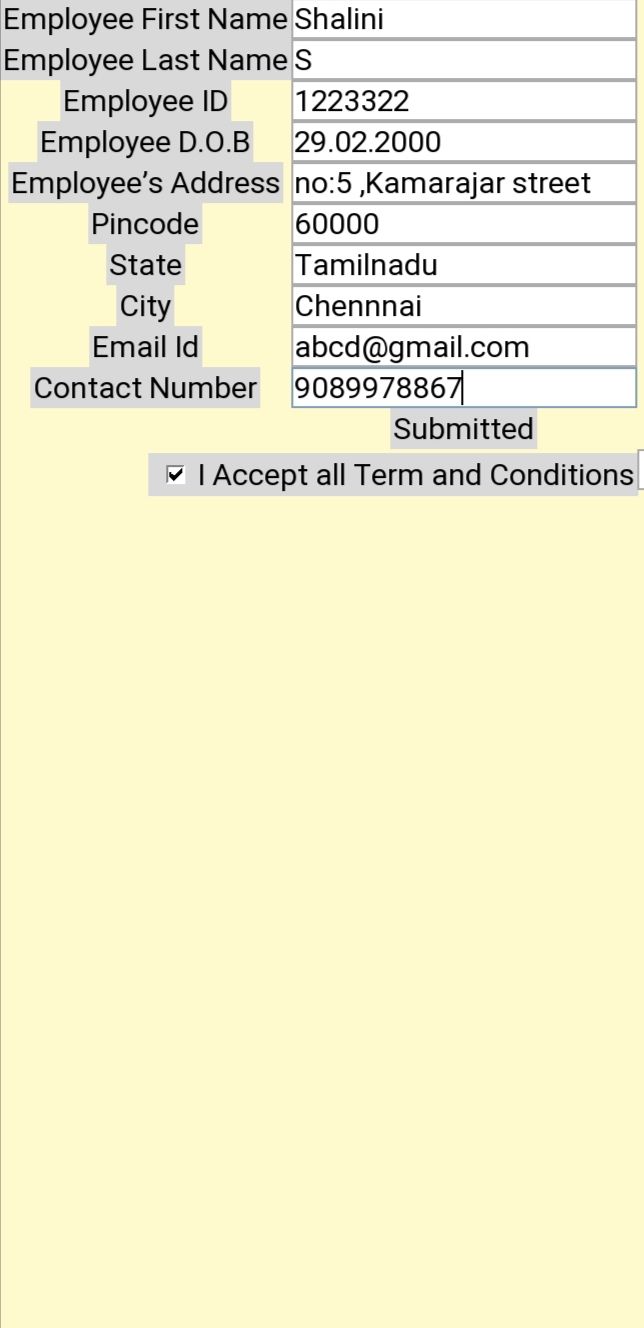 Employee First Name Shalini
Employee Last Name S
Employee ID 1223322
Employee D.O.B 29.02.2000
Employee’s Address no:5 ,Kamarajar street
Pincode 60000
State Tamilnadu
City Chennnai
Email Id abcd@gmail.com
Contact Number 9089978867
Submitted
I Accept all Term and Conditions